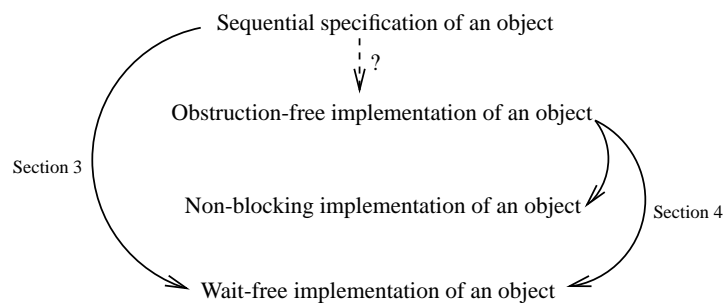 Sequential specification of an object
?
Obstruction-free implementation of an object
Section 3
Non-blocking implementation of an object
Section 4
Wait-free implementation of an object